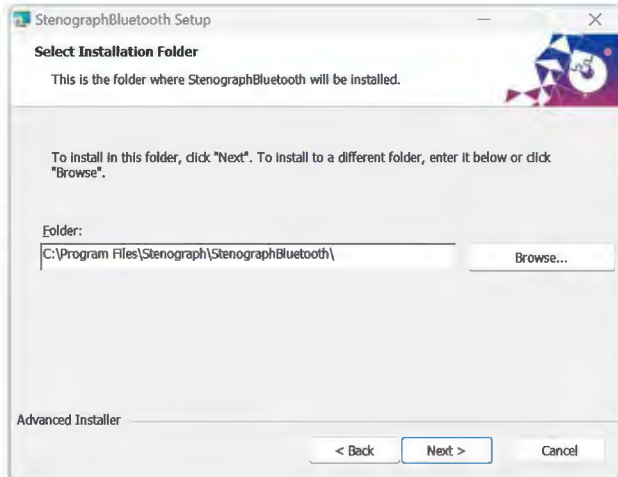 StenographBluetooth Setup
Select Installation Folder
This is the folder where StenographBluetooth will be installed.
To install in this folder, click "Next". To install to a different folder, enter it below or click
"Browse".
Folder:
C:\Program Files\Stenograph\StenographBluetooth\
Browse...
Advanced Installer
< Back
Next >
Cancel